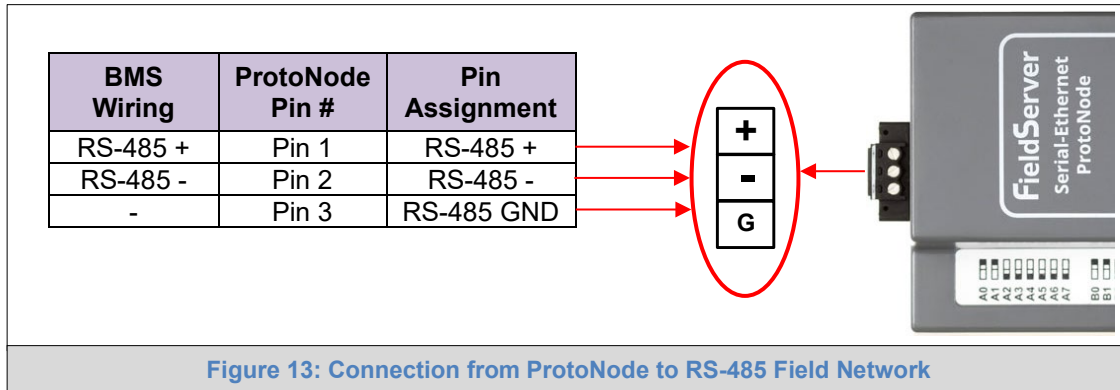 BMS Wiring ProtoNode Pin # Pin Assignment
RS-485 + Pin 1 RS-485 +
RS-485 - Pin 2 RS-485 -
- Pin 3 RS-485 GND
+
-
G
FieldServer
Serial-Ethernet
ProtoNode
A0 A1 A2 A3 A4 A5 A6 A7 B0 B1
Figure 13: Connection from ProtoNode to RS-485 Field Network